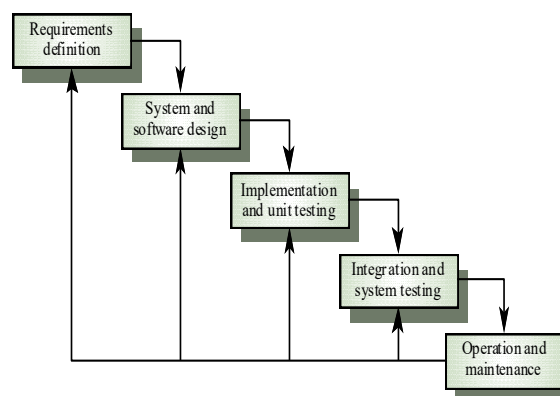 Requirements
definition
System and
software design
Implementation
and unit testing
Integration and
system testing
Operation and
maintenance